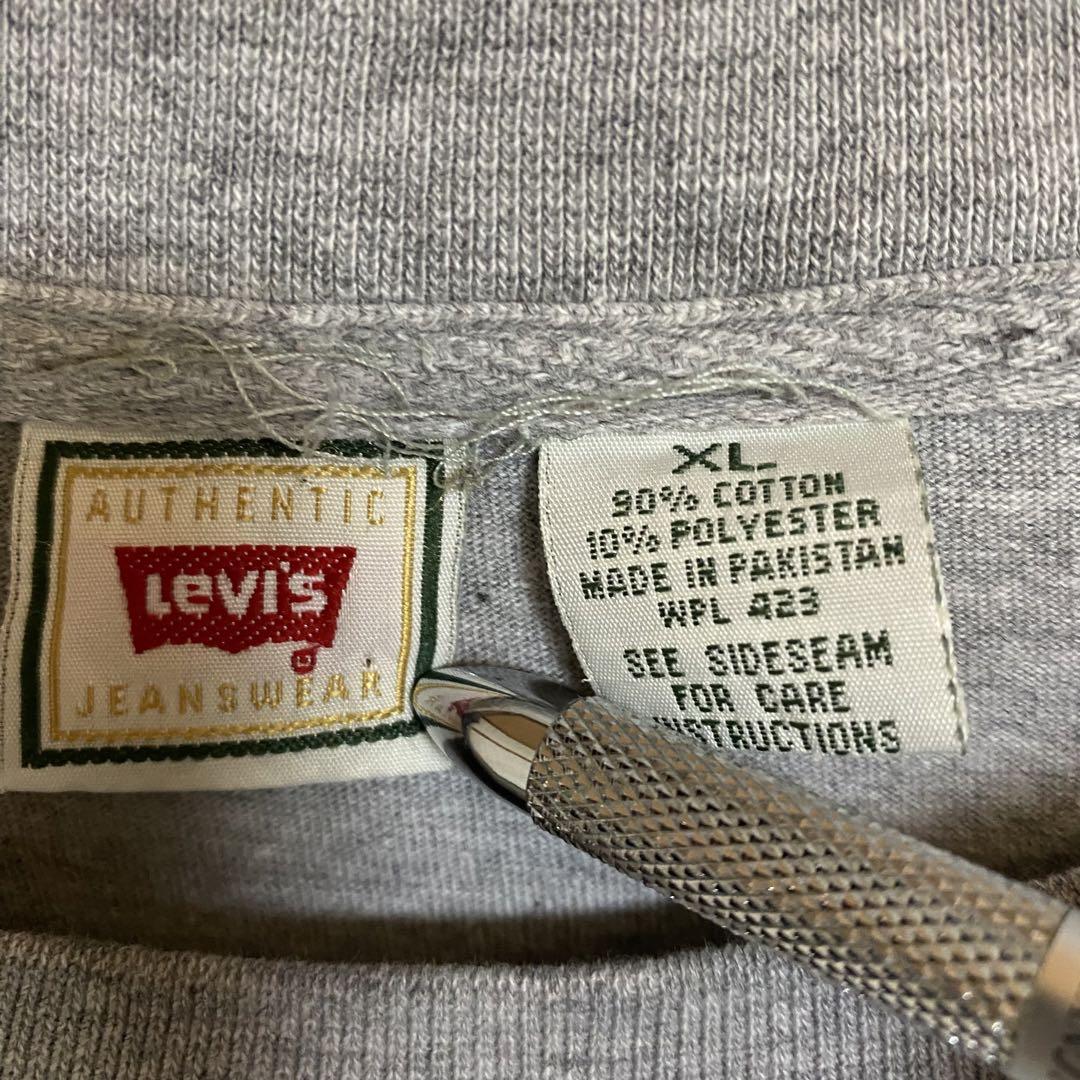 AUTHENTIC
LEVI'S
JEANSWEAR
XL
90% COTTON
10% POLYESTER
MADE IN PAKISTAN
WPL 423
SEE SIDESEAM
FOR CARE
INSTRUCTIONS